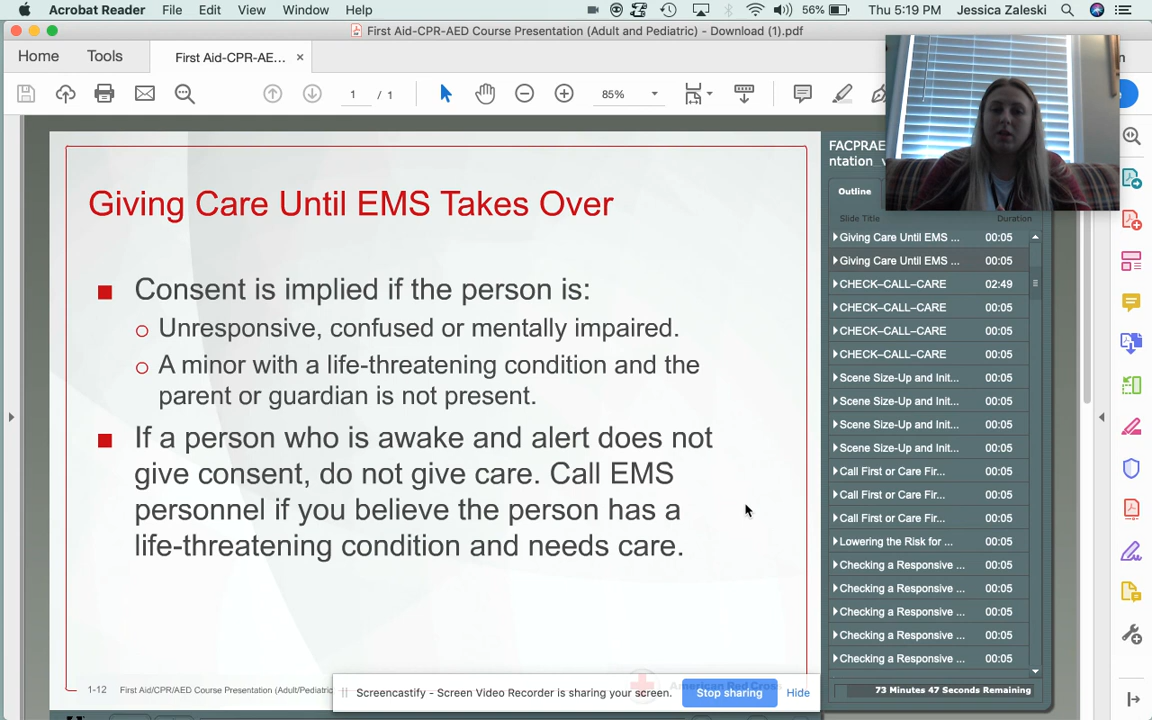 Acrobat Reader File Edit View Window Help 56% Thu 5:19 PM Jessica Zaleski
First Aid-CPR-AED Course Presentation (Adult and Pediatric) - Download (1).pdf
Home Tools First Aid-CPR-AE... ×
1 / 1 85%
FACPRAE
ntation
Outline
Slide Title Duration
Giving Care Until EMS ... 00:05
Giving Care Until EMS ... 00:05
CHECK–CALL–CARE 02:49
CHECK–CALL–CARE 00:05
CHECK–CALL–CARE 00:05
CHECK–CALL–CARE 00:05
Scene Size-Up and Init... 00:05
Scene Size-Up and Init... 00:05
Scene Size-Up and Init... 00:05
Scene Size-Up and Init... 00:05
Call First or Care Fir... 00:05
Call First or Care Fir... 00:05
Call First or Care Fir... 00:05
Lowering the Risk for ... 00:05
Checking a Responsive ... 00:05
Checking a Responsive ... 00:05
Checking a Responsive ... 00:05
Checking a Responsive ... 00:05
Checking a Responsive ... 00:05
73 Minutes 47 Seconds Remaining
Giving Care Until EMS Takes Over
Consent is implied if the person is:
Unresponsive, confused or mentally impaired.
A minor with a life-threatening condition and the
parent or guardian is not present.
If a person who is awake and alert does not
give consent, do not give care. Call EMS
personnel if you believe the person has a
life-threatening condition and needs care.
1-12 First Aid/CPR/AED Course Presentation (Adult/Pediatric
American Red Cross
Screencastify - Screen Video Recorder is sharing your screen. Stop sharing Hide